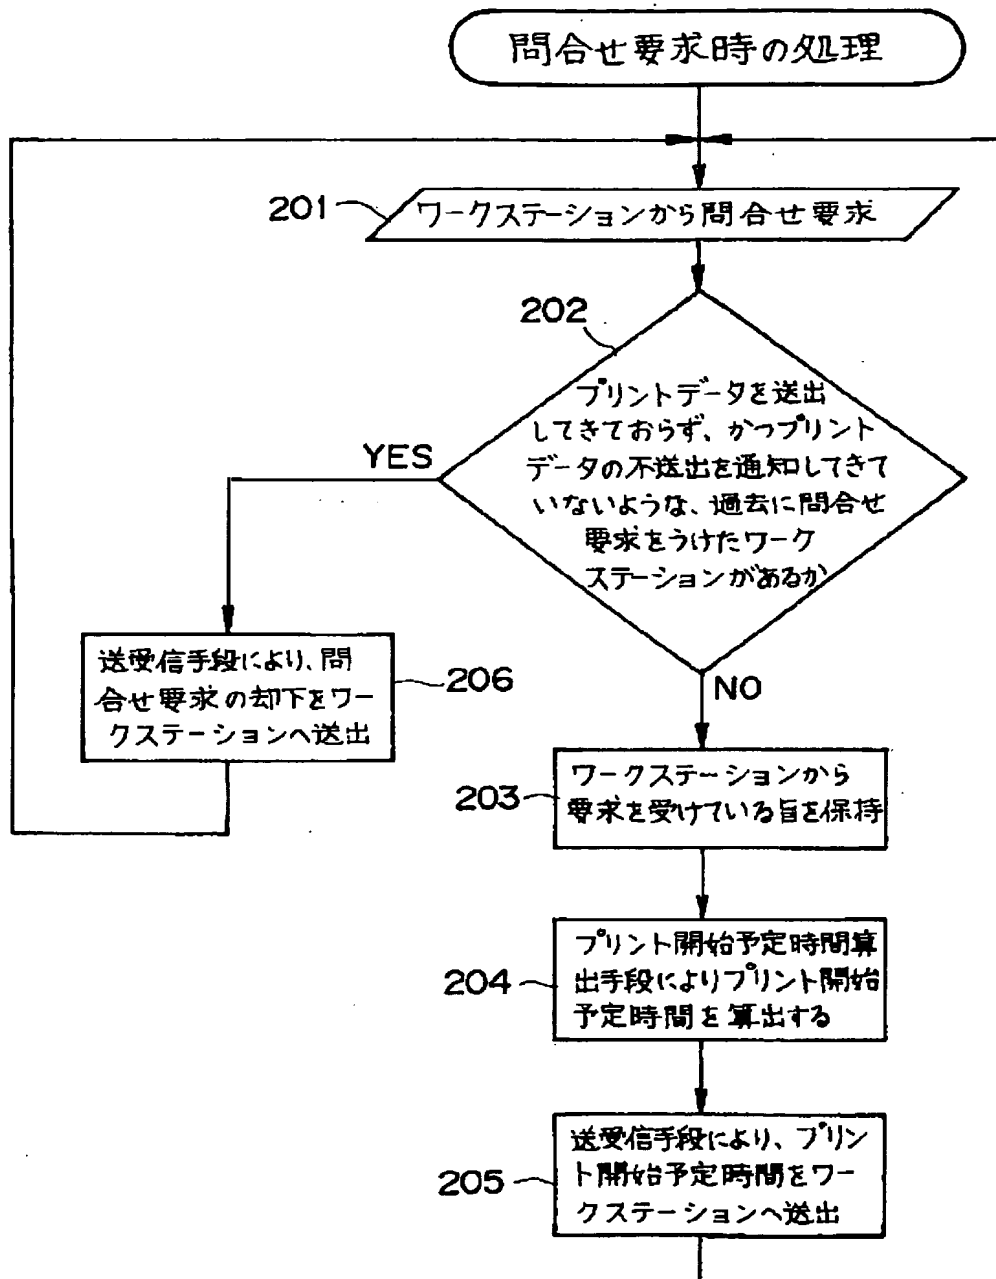 問合せ要求時の処理
201
ワークステーションから問合せ要求
202
プリントデータを送出
してきておらず、かつプリント
データの不送出を通知してきて
いないような、過去に問合せ
要求をうけたワーク
ステーションがあるか
YES
NO
送受信手段により、問
合せ要求の却下をワー
クステーションへ送出
206
203
ワークステーションから
要求を受けている旨を保持
204
プリント開始予定時間算
出手段によりプリント開始
予定時間を算出する
205
送受信手段により、プリン
ト開始予定時間をワー
クステーションへ送出